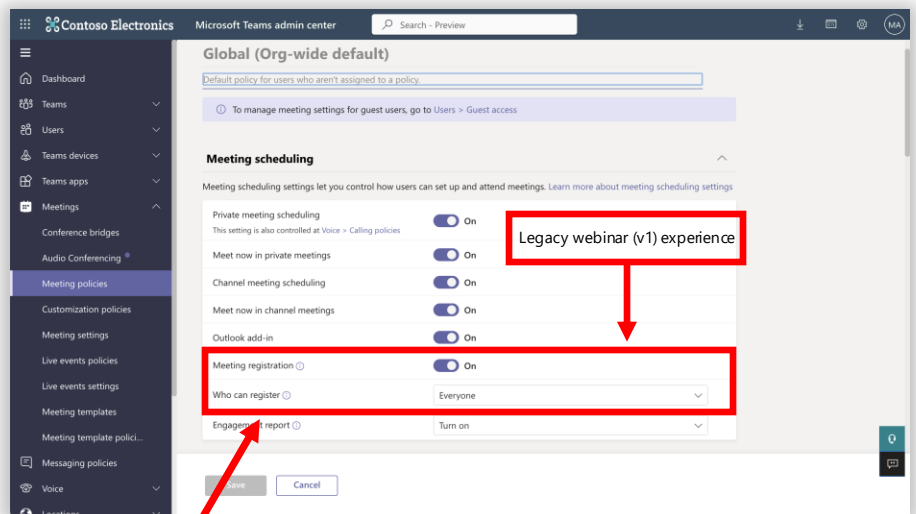 Contoso Electronics
Microsoft Teams admin center
Search - Preview
MA
Global (Org-wide default)
Default policy for users who aren't assigned to a policy.
To manage meeting settings for guest users, go to Users > Guest access
Dashboard
Teams
Users
Teams devices
Teams apps
Meetings
Conference bridges
Audio Conferencing
Meeting policies
Customization policies
Meeting settings
Live events policies
Live events settings
Meeting templates
Meeting template polici...
Messaging policies
Voice
Locations
Meeting scheduling
Meeting scheduling settings let you control how users can set up and attend meetings. Learn more about meeting scheduling settings
Private meeting scheduling
On
This setting is also controlled at Voice > Calling policies
Legacy webinar (v1) experience
Meet now in private meetings
On
Channel meeting scheduling
On
Meet now in channel meetings
On
Outlook add-in
On
Meeting registration
On
Who can register
Everyone
Engagement report
Turn on
Save
Cancel